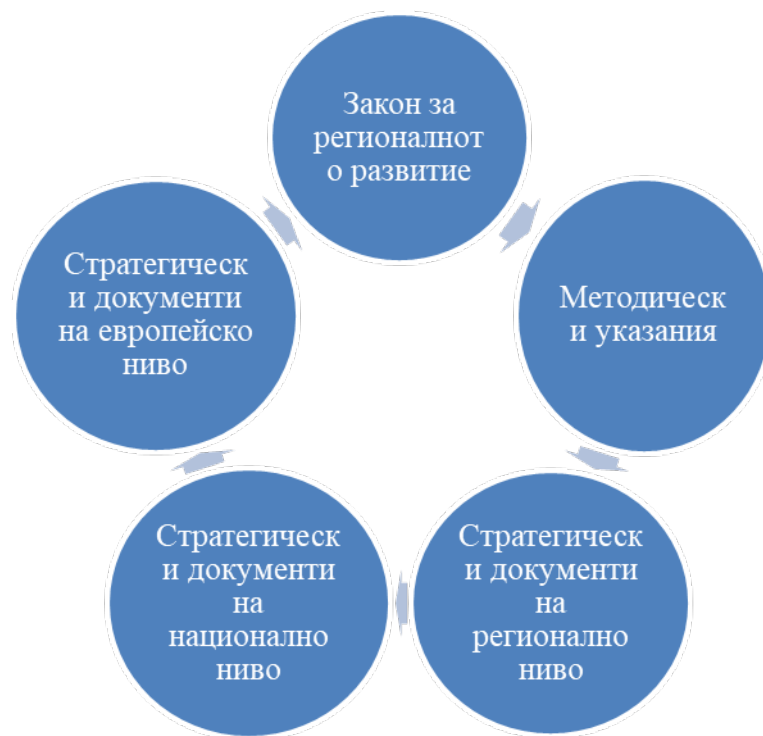 Закон за
регионалнот
о развитие
Методическ
и указания
Стратегическ
и документи
на
регионално
ниво
Стратегическ
и документи
на
национално
ниво
Стратегическ
и документи
на европейско
ниво